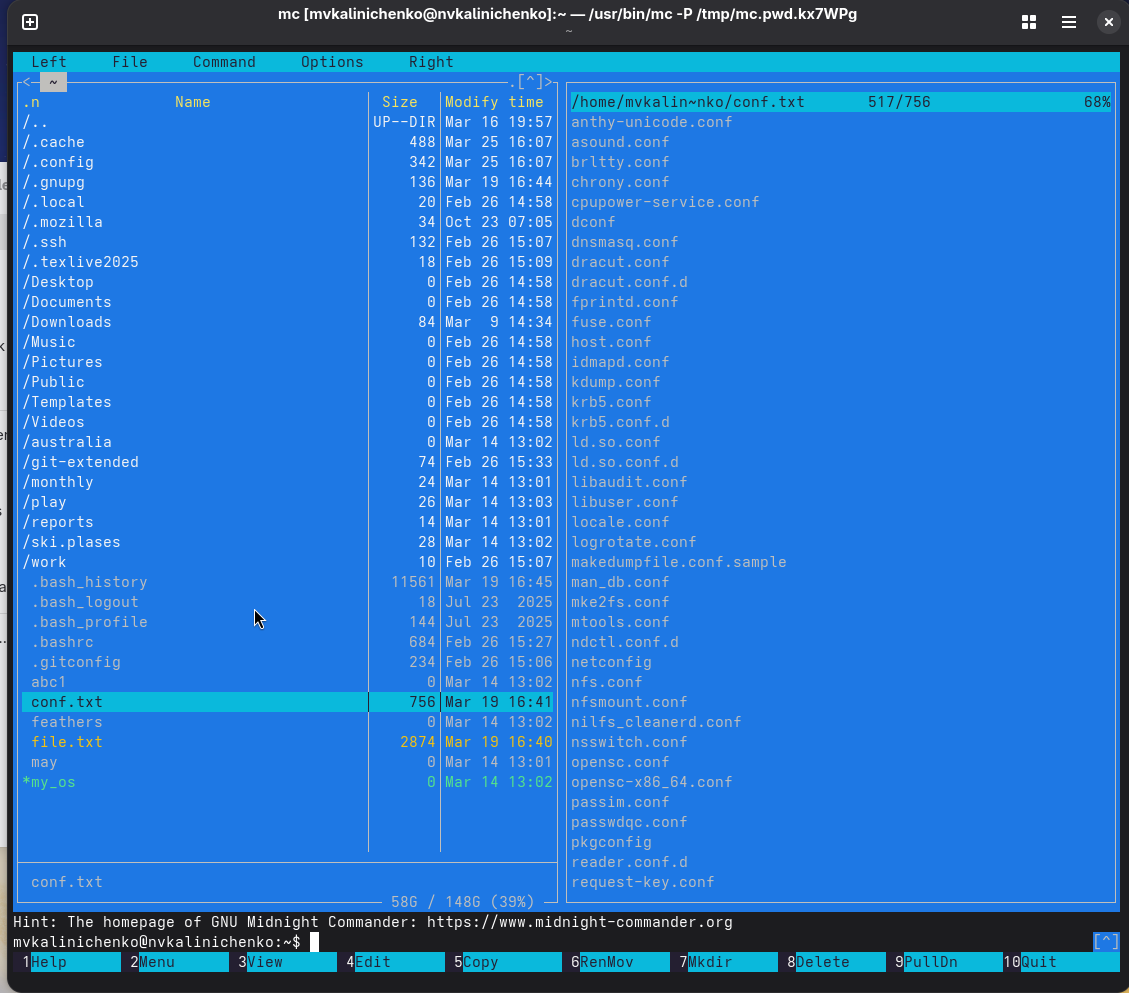 mc [mvkalinichenko@nvkalinichenko]:~ — /usr/bin/mc -P /tmp/mc.pwd.kx7WPg
~
Left File Command Options Right
<─ ~ .[^]>
.n Name Size Modify time
/.. UP--DIR Mar 16 19:57
/.cache 488 Mar 25 16:07
/.config 342 Mar 25 16:07
/.gnupg 136 Mar 19 16:44
/.local 20 Feb 26 14:58
/.mozilla 34 Oct 23 07:05
/.ssh 132 Feb 26 15:07
/.texlive2025 18 Feb 26 15:09
/Desktop 0 Feb 26 14:58
/Documents 0 Feb 26 14:58
/Downloads 84 Mar 9 14:34
/Music 0 Feb 26 14:58
/Pictures 0 Feb 26 14:58
/Public 0 Feb 26 14:58
/Templates 0 Feb 26 14:58
/Videos 0 Feb 26 14:58
/australia 0 Mar 14 13:02
/git-extended 74 Feb 26 15:33
/monthly 24 Mar 14 13:01
/play 26 Mar 14 13:03
/reports 14 Mar 14 13:01
/ski.plases 28 Mar 14 13:02
/work 10 Feb 26 15:07
.bash_history 11561 Mar 19 16:45
.bash_logout 18 Jul 23 2025
.bash_profile 144 Jul 23 2025
.bashrc 684 Feb 26 15:27
.gitconfig 234 Feb 26 15:06
abc1 0 Mar 14 13:02
conf.txt 756 Mar 19 16:41
feathers 0 Mar 14 13:02
file.txt 2874 Mar 19 16:40
may 0 Mar 14 13:01
*my_os 0 Mar 14 13:02
conf.txt
58G / 148G (39%)
/home/mvkalin~nko/conf.txt 517/756 68%
anthy-unicode.conf
asound.conf
brltty.conf
chrony.conf
cpupower-service.conf
dconf
dnsmasq.conf
dracut.conf
dracut.conf.d
fprintd.conf
fuse.conf
host.conf
idmapd.conf
kdump.conf
krb5.conf
krb5.conf.d
ld.so.conf
ld.so.conf.d
libaudit.conf
libuser.conf
locale.conf
logrotate.conf
makedumpfile.conf.sample
man_db.conf
mke2fs.conf
mtools.conf
ndctl.conf.d
netconfig
nfs.conf
nfsmount.conf
nilfs_cleanerd.conf
nsswitch.conf
opensc.conf
opensc-x86_64.conf
passim.conf
passwdqc.conf
pkgconfig
reader.conf.d
request-key.conf
Hint: The homepage of GNU Midnight Commander: https://www.midnight-commander.org
mvkalinichenko@nvkalinichenko:~$ [^]
1Help 2Menu 3View 4Edit 5Copy 6RenMov 7Mkdir 8Delete 9PullDn 10Quit